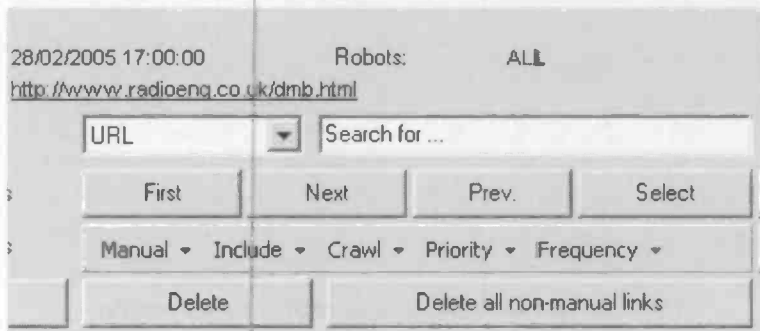 28/02/2005 17:00:00 Robots: ALL
http://www.radioeng.co.uk/dmb.html
URL Search for ...
s First Next Prev. Select
s Manual Include Crawl Priority Frequency
Delete Delete all non-manual links